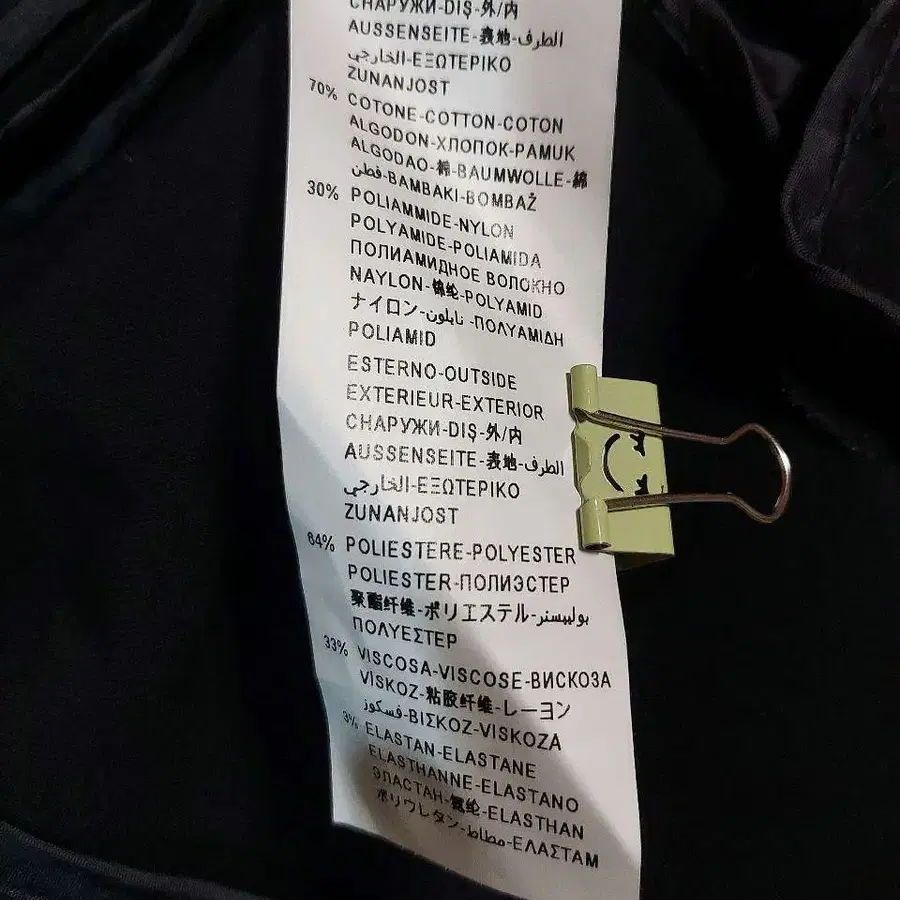 СНАРУЖИ-DIŞ-外/内
AUSSENSEITE-表地-الطرف
الخارجي-ΕΞΩΤΕΡΙΚΟ
ZUNANJOST
70% COTONE-COTTON-COTON
ALGODON-ХЛОПОК-PAMUK
ALGODAO-棉-BAUMWOLLE-綿
قطن-BAMBAKI-BOMBAŽ
30% POLIAMMIDE-NYLON
POLYAMIDE-POLIAMIDA
ПОЛИАМИДНОЕ ВОЛОКНО
NAYLON-锦纶-POLYAMID
ナイロン-نايلون-ΠΟΛΥΑΜΙΔΗ
POLIAMID
ESTERNO-OUTSIDE
EXTERIEUR-EXTERIOR
СНАРУЖИ-DIŞ-外/内
AUSSENSEITE-表地-الطرف
الخارجي-ΕΞΩΤΕΡΙΚΟ
ZUNANJOST
64% POLIESTERE-POLYESTER
POLIESTER-ПОЛИЭСТЕР
聚酯纤维-ポリエステル-بوليستر
ΠΟΛΥΕΣΤΕΡ
33% VISCOSA-VISCOSE-ВИСКОЗА
VISKOZ-粘胶纤维-レーヨン
فسكوز-ΒΙΣΚΟΖ-VISKOZA
3% ELASTAN-ELASTANE
ELASTHANNE-ELASTANO
ЭЛАСТАН-氨纶-ELASTHAN
ポリウレタン-مطاط-ΕΛΑΣΤΑΜ